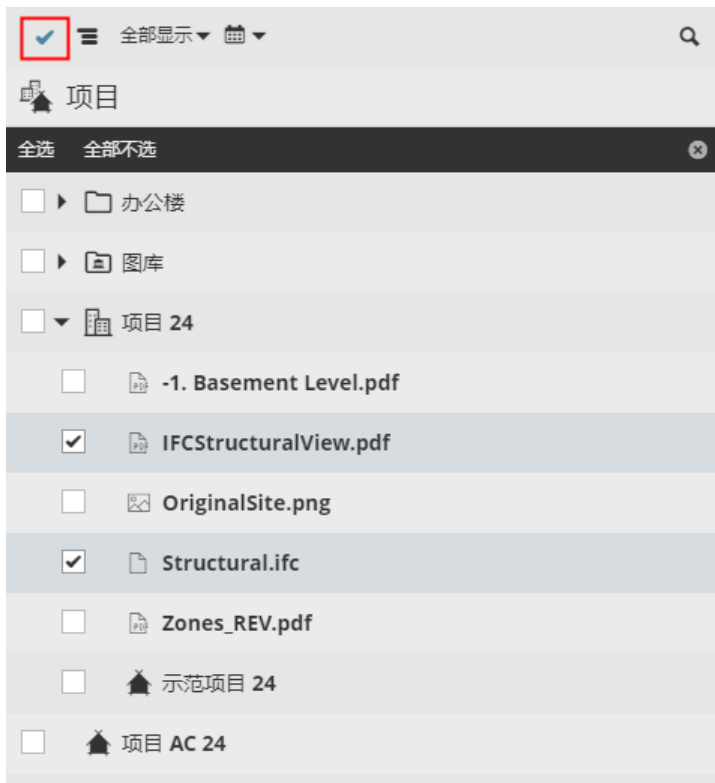 全部显示
项目
全选 全部不选
办公楼
图库
项目 24
-1. Basement Level.pdf
IFCStructuralView.pdf
OriginalSite.png
Structural.ifc
Zones_REV.pdf
示范项目 24
项目 AC 24